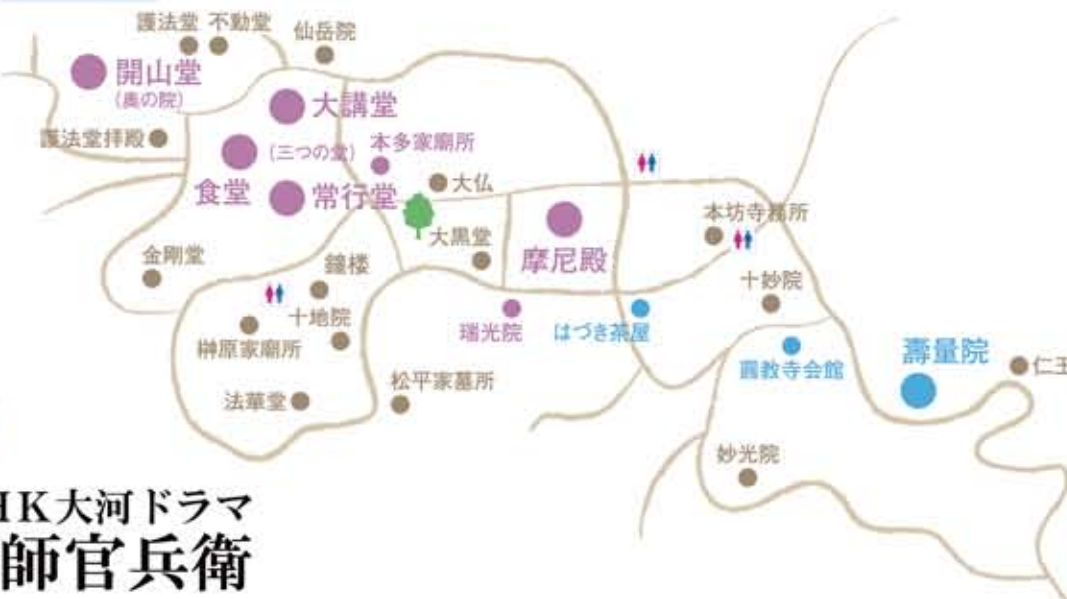 護法堂 不動堂
仙岳院
開山堂
(奥の院)
大講堂
護法堂拝殿
本多家廟所
(三つの堂)
食堂
常行堂
大仏
本坊寺務所
大黒堂
摩尼殿
金剛堂
鐘楼
十妙院
十地院
瑞光院
はづき茶屋
榊原家廟所
圓教寺会館
壽量院
仁王
松平家墓所
法華堂
妙光院
HK大河ドラマ
師官兵衛